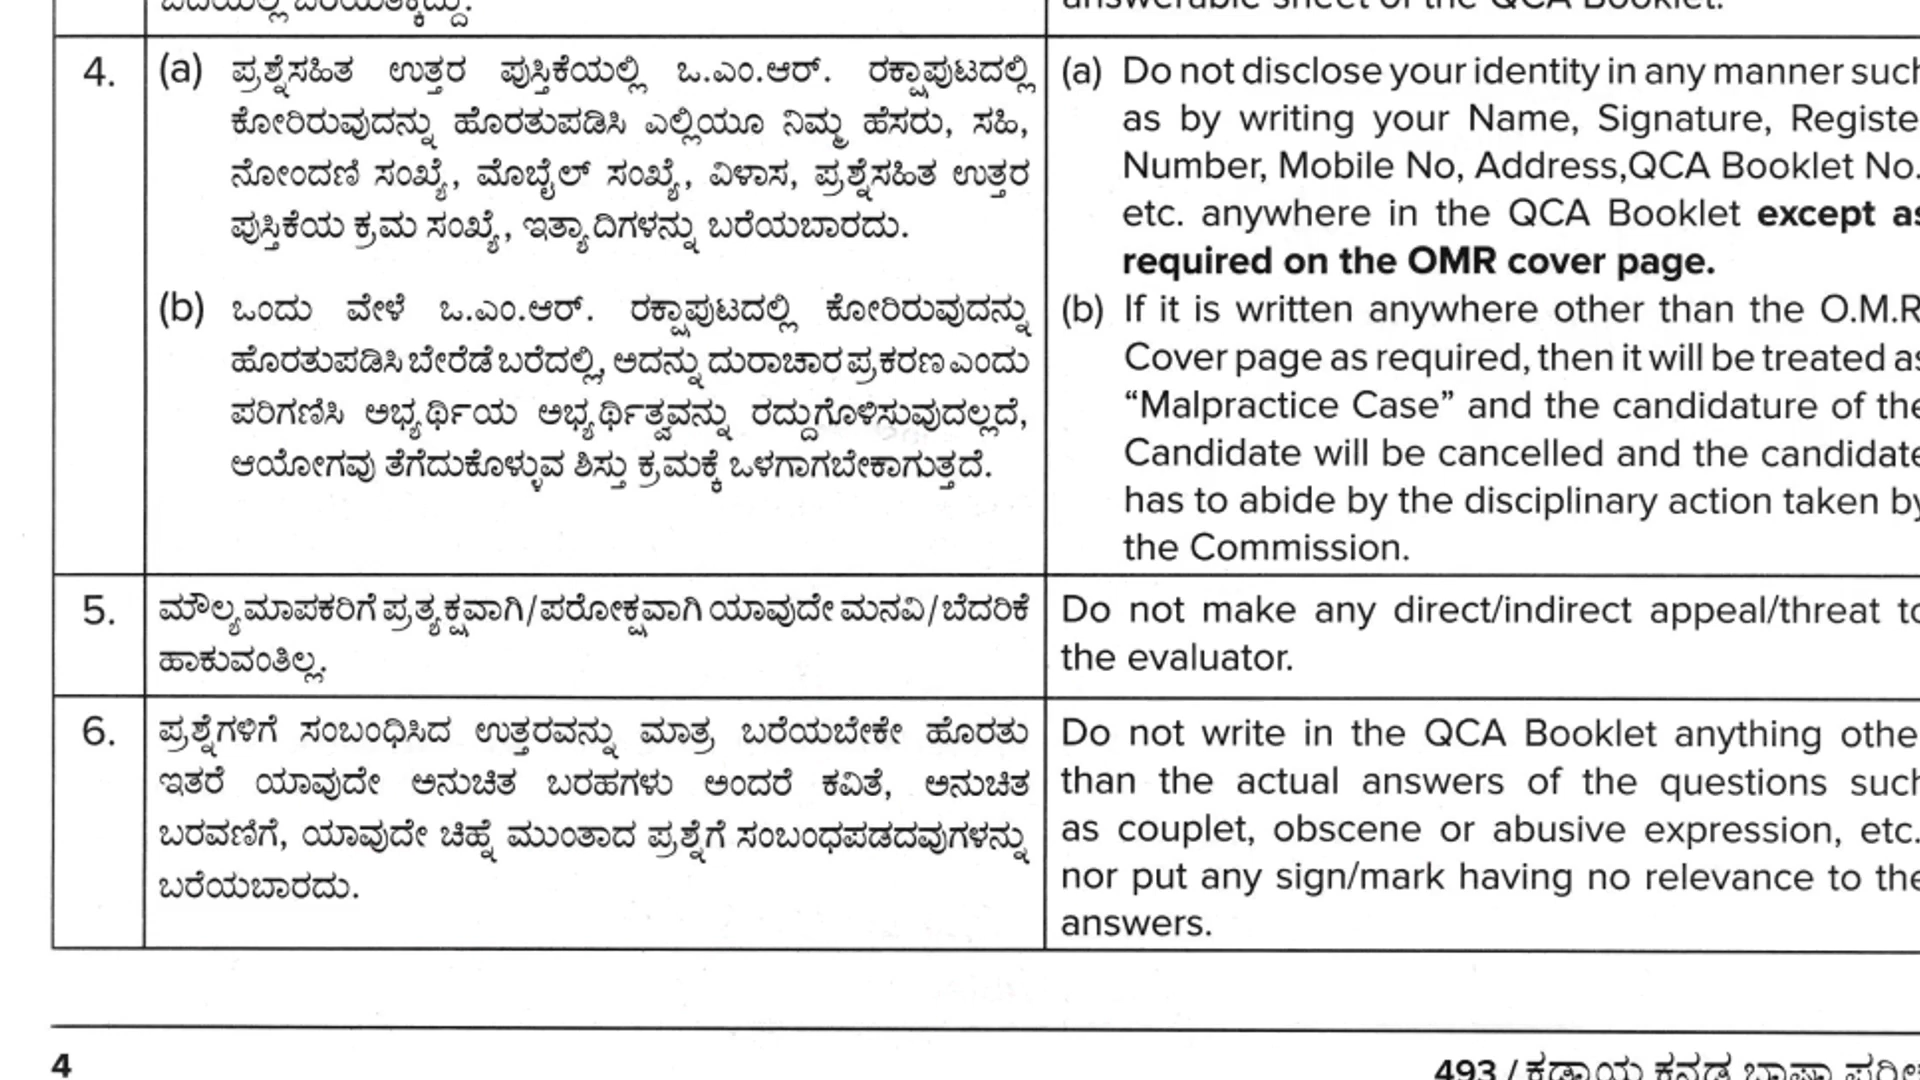 answerable sheet of the QCA Booklet.
4.
(a) ಪ್ರಶ್ನೆಸಹಿತ ಉತ್ತರ ಪುಸ್ತಿಕೆಯಲ್ಲಿ ಒ.ಎಂ.ಆರ್. ರಕ್ಷಾಪುಟದಲ್ಲಿ
ಕೋರಿರುವುದನ್ನು ಹೊರತುಪಡಿಸಿ ಎಲ್ಲಿಯೂ ನಿಮ್ಮ ಹೆಸರು, ಸಹಿ,
ನೋಂದಣಿ ಸಂಖ್ಯೆ, ಮೊಬೈಲ್ ಸಂಖ್ಯೆ, ವಿಳಾಸ, ಪ್ರಶ್ನೆಸಹಿತ ಉತ್ತರ
ಪುಸ್ತಿಕೆಯ ಕ್ರಮ ಸಂಖ್ಯೆ, ಇತ್ಯಾದಿಗಳನ್ನು ಬರೆಯಬಾರದು.
(b) ಒಂದು ವೇಳೆ ಒ.ಎಂ.ಆರ್. ರಕ್ಷಾಪುಟದಲ್ಲಿ ಕೋರಿರುವುದನ್ನು
ಹೊರತುಪಡಿಸಿ ಬೇರೆಡೆ ಬರೆದಲ್ಲಿ, ಅದನ್ನು ದುರಾಚಾರ ಪ್ರಕರಣ ಎಂದು
ಪರಿಗಣಿಸಿ ಅಭ್ಯರ್ಥಿಯ ಅಭ್ಯರ್ಥಿತ್ವವನ್ನು ರದ್ದುಗೊಳಿಸುವುದಲ್ಲದೆ,
ಆಯೋಗವು ತೆಗೆದುಕೊಳ್ಳುವ ಶಿಸ್ತು ಕ್ರಮಕ್ಕೆ ಒಳಗಾಗಬೇಕಾಗುತ್ತದೆ.
(a) Do not disclose your identity in any manner such
as by writing your Name, Signature, Registe
Number, Mobile No, Address,QCA Booklet No.
etc. anywhere in the QCA Booklet except as
required on the OMR cover page.
(b) If it is written anywhere other than the O.M.R
Cover page as required, then it will be treated as
“Malpractice Case” and the candidature of the
Candidate will be cancelled and the candidate
has to abide by the disciplinary action taken by
the Commission.
5.
ಮೌಲ್ಯಮಾಪಕರಿಗೆ ಪ್ರತ್ಯಕ್ಷವಾಗಿ/ಪರೋಕ್ಷವಾಗಿ ಯಾವುದೇ ಮನವಿ/ಬೆದರಿಕೆ
ಹಾಕುವಂತಿಲ್ಲ.
Do not make any direct/indirect appeal/threat to
the evaluator.
6.
ಪ್ರಶ್ನೆಗಳಿಗೆ ಸಂಬಂಧಿಸಿದ ಉತ್ತರವನ್ನು ಮಾತ್ರ ಬರೆಯಬೇಕೇ ಹೊರತು
ಇತರೆ ಯಾವುದೇ ಅನುಚಿತ ಬರಹಗಳು ಅಂದರೆ ಕವಿತೆ, ಅನುಚಿತ
ಬರವಣಿಗೆ, ಯಾವುದೇ ಚಿಹ್ನೆ ಮುಂತಾದ ಪ್ರಶ್ನೆಗೆ ಸಂಬಂಧಪಡದವುಗಳನ್ನು
ಬರೆಯಬಾರದು.
Do not write in the QCA Booklet anything othe
than the actual answers of the questions such
as couplet, obscene or abusive expression, etc.
nor put any sign/mark having no relevance to the
answers.
4
493 / ಕಡ್ಡಾಯ ಕನ್ನಡ ಭಾಷಾ